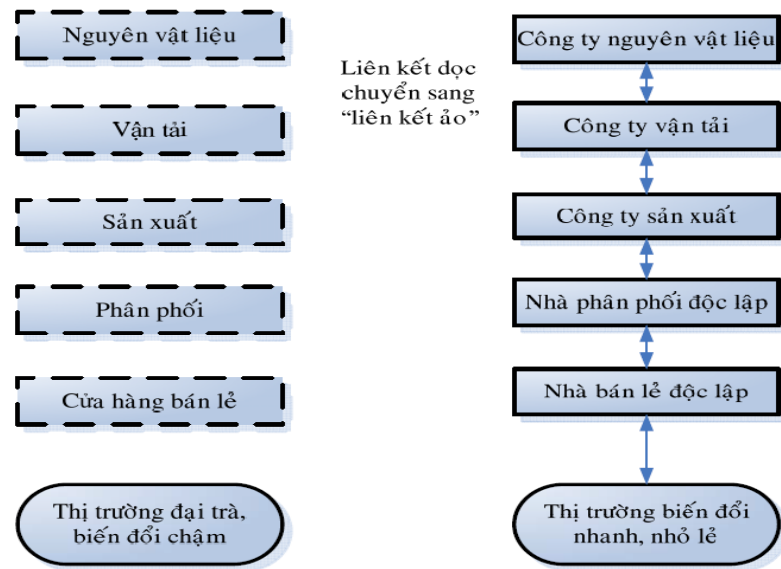 Nguyên vật liệu
Vận tải
Sản xuất
Phân phối
Cửa hàng bán lẻ
Thị trường đại trà,
biến đổi chậm
Liên kết dọc
chuyển sang
“liên kết ảo”
Công ty nguyên vật liệu
Công ty vận tải
Công ty sản xuất
Nhà phân phối độc lập
Nhà bán lẻ độc lập
Thị trường biến đổi
nhanh, nhỏ lẻ